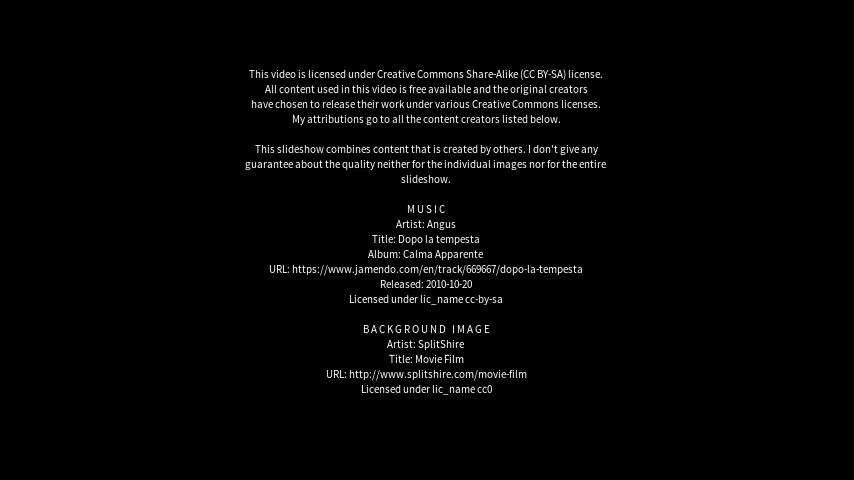 This video is licensed under Creative Commons Share-Alike (CC BY-SA) license.
All content used in this video is free available and the original creators
have chosen to release their work under various Creative Commons licenses.
My attributions go to all the content creators listed below.
This slideshow combines content that is created by others. I don't give any
guarantee about the quality neither for the individual images nor for the entire
slideshow.
MUSIC
Artist: Angus
Title: Dopo la tempesta
Album: Calma Apparente
URL: https://www.jamendo.com/en/track/669667/dopo-la-tempesta
Released: 2010-10-20
Licensed under lic_name cc-by-sa
BACKGROUND IMAGE
Artist: SplitShire
Title: Movie Film
URL: http://www.splitshire.com/movie-film
Licensed under lic_name cc0